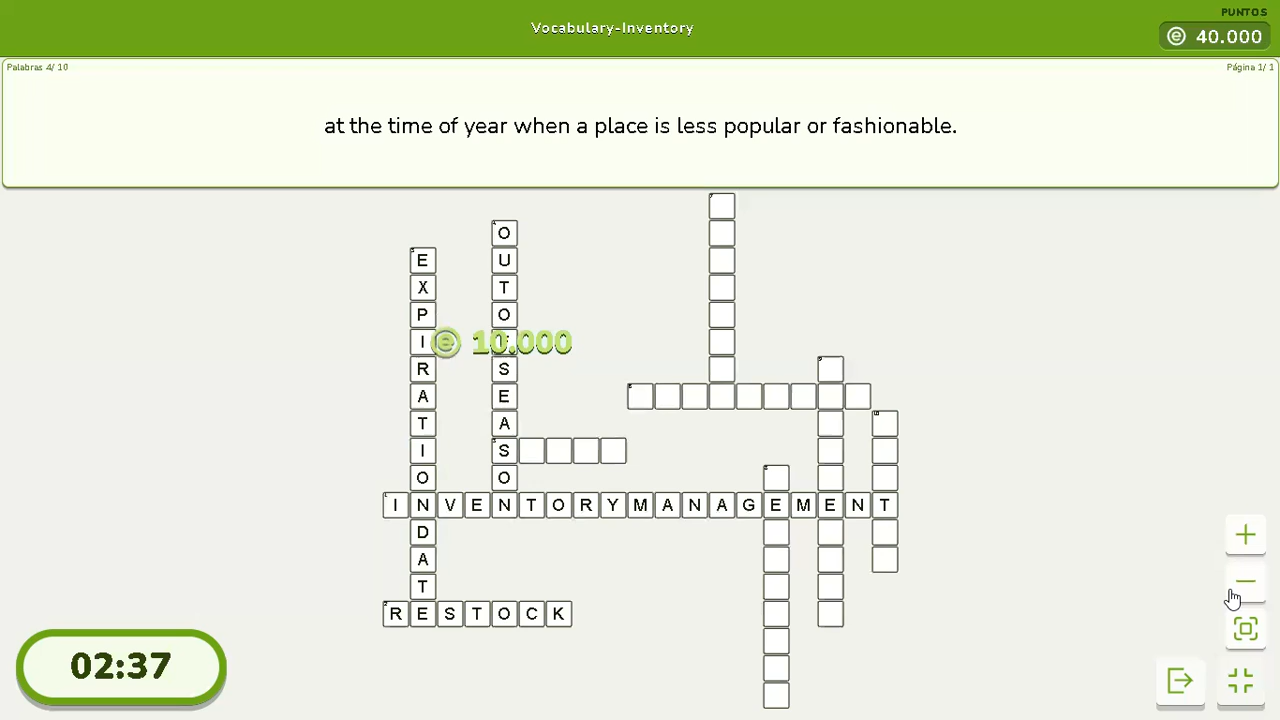 Vocabulary-Inventory
PUNTOS
40.000
Palabras 4/ 10
Página 1/ 1
at the time of year when a place is less popular or fashionable.
EXPIRATIONDATE
OUTOFSEASON
10.000
INVENTORYMANAGEMENT
RESTOCK
02:37